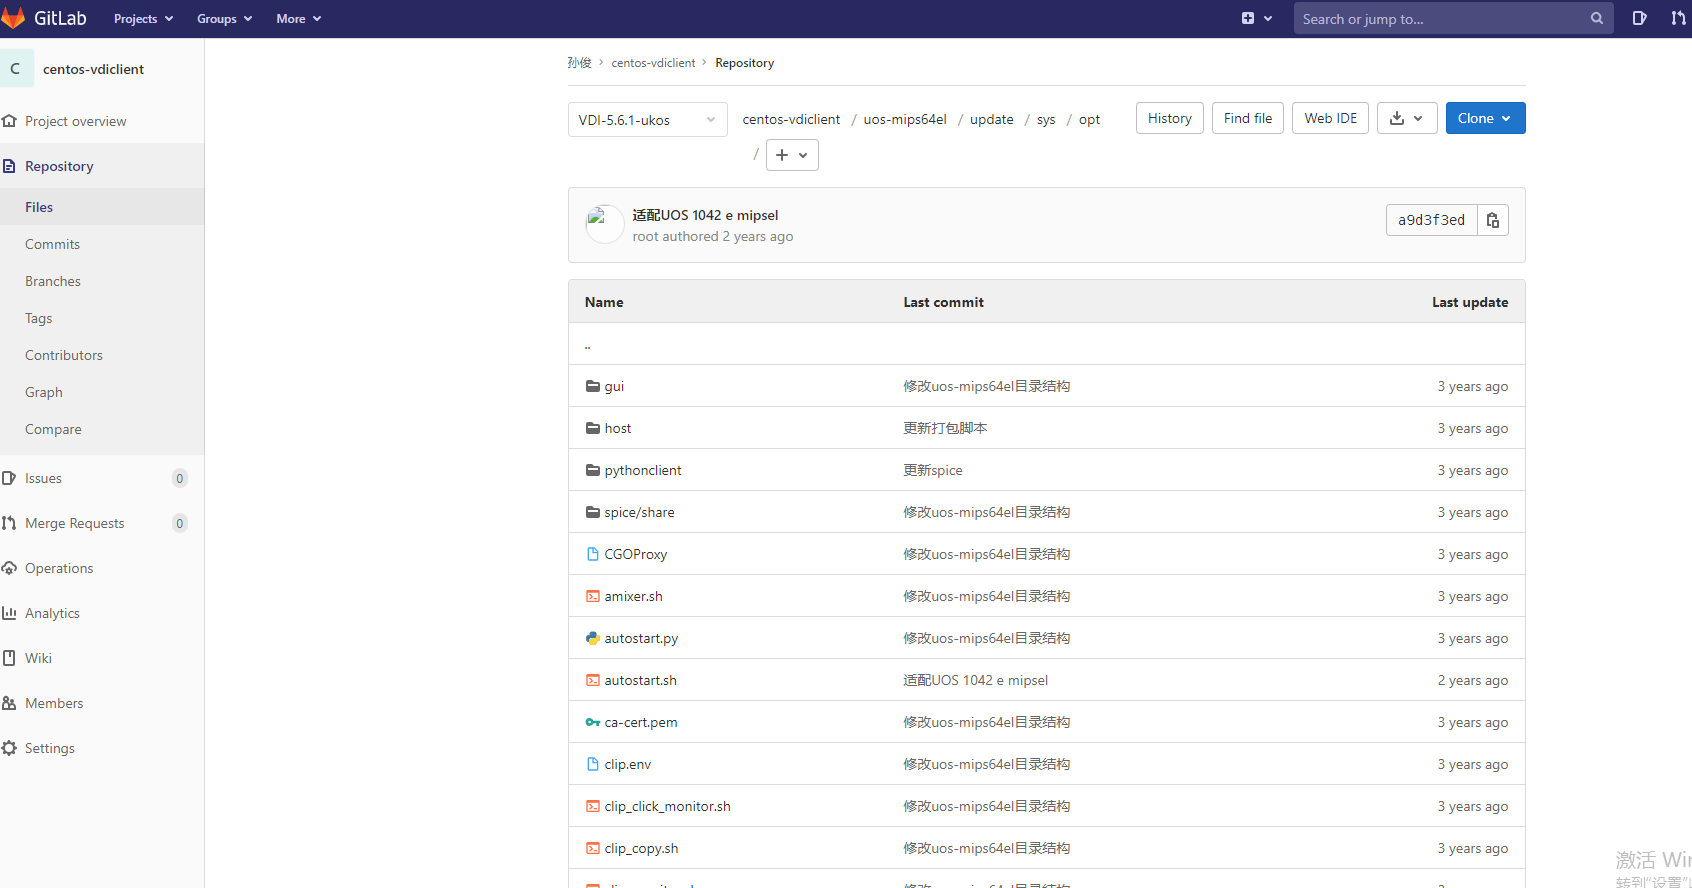 GitLab Projects Groups More Search or jump to...
C centos-vdiclient
Project overview
Repository
Files
Commits
Branches
Tags
Contributors
Graph
Compare
Issues 0
Merge Requests 0
Operations
Analytics
Wiki
Members
Settings
孙俊 > centos-vdiclient > Repository
VDI-5.6.1-ukos centos-vdiclient / uos-mips64el / update / sys / opt
/ +
History Find file Web IDE Clone
适配UOS 1042 e mipsel
root authored 2 years ago
a9d3f3ed
Name Last commit Last update
..
gui 修改uos-mips64el目录结构 3 years ago
host 更新打包脚本 3 years ago
pythonclient 更新spice 3 years ago
spice/share 修改uos-mips64el目录结构 3 years ago
CGOProxy 修改uos-mips64el目录结构 3 years ago
amixer.sh 修改uos-mips64el目录结构 3 years ago
autostart.py 修改uos-mips64el目录结构 3 years ago
autostart.sh 适配UOS 1042 e mipsel 2 years ago
ca-cert.pem 修改uos-mips64el目录结构 3 years ago
clip.env 修改uos-mips64el目录结构 3 years ago
clip_click_monitor.sh 修改uos-mips64el目录结构 3 years ago
clip_copy.sh 修改uos-mips64el目录结构 3 years ago
激活 Win
转到"设置"